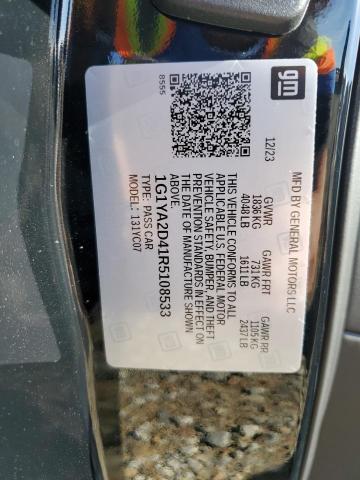 gm
MFD BY GENERAL MOTORS LLC
12/23 GVWR GAWR FRT GAWR RR
1836 KG 731 KG 1105 KG
4048 LB 1611 LB 2437 LB
THIS VEHICLE CONFORMS TO ALL
APPLICABLE U.S. FEDERAL MOTOR
VEHICLE SAFETY, BUMPER, AND THEFT
PREVENTION STANDARDS IN EFFECT ON
THE DATE OF MANUFACTURE SHOWN
ABOVE.
1G1YA2D41R5108533
TYPE: PASS CAR
MODEL: 131YC07
8555